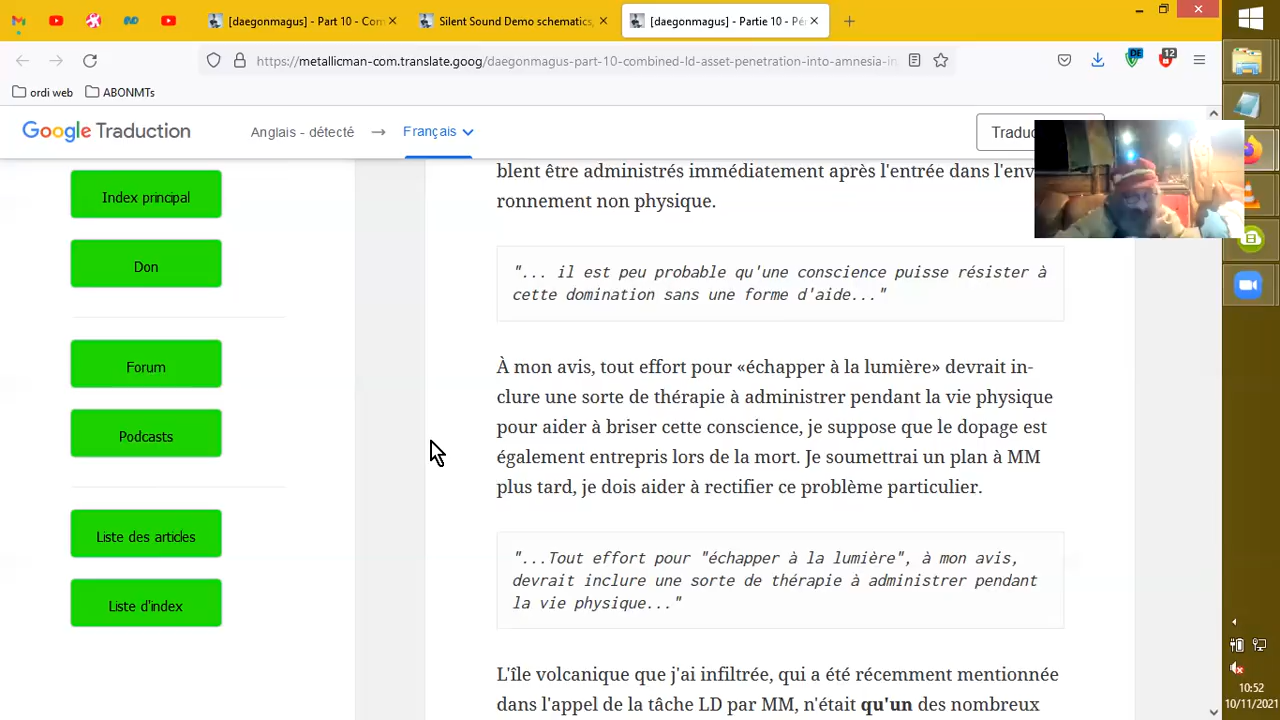 [daegonmagus] - Part 10 - Com
Silent Sound Demo schematics,
[daegonmagus] - Partie 10 - Pé
https://metallicman-com.translate.goog/daegonmagus-part-10-combined-ld-asset-penetration-into-amnesia-in
12
ordi web
ABONMTs
Google Traduction
Anglais - détecté
Français
Traduc
Index principal
Don
Forum
Podcasts
Liste des articles
Liste d'index
blent être administrés immédiatement après l'entrée dans l'envi
ronnement non physique.
"... il est peu probable qu'une conscience puisse résister à
cette domination sans une forme d'aide..."
À mon avis, tout effort pour «échapper à la lumière» devrait in-
clure une sorte de thérapie à administrer pendant la vie physique
pour aider à briser cette conscience, je suppose que le dopage est
également entrepris lors de la mort. Je soumettrai un plan à MM
plus tard, je dois aider à rectifier ce problème particulier.
"...Tout effort pour "échapper à la lumière", à mon avis,
devrait inclure une sorte de thérapie à administrer pendant
la vie physique..."
L'île volcanique que j'ai infiltrée, qui a été récemment mentionnée
dans l'appel de la tâche LD par MM, n'était qu'un des nombreux
10:52
10/11/2021